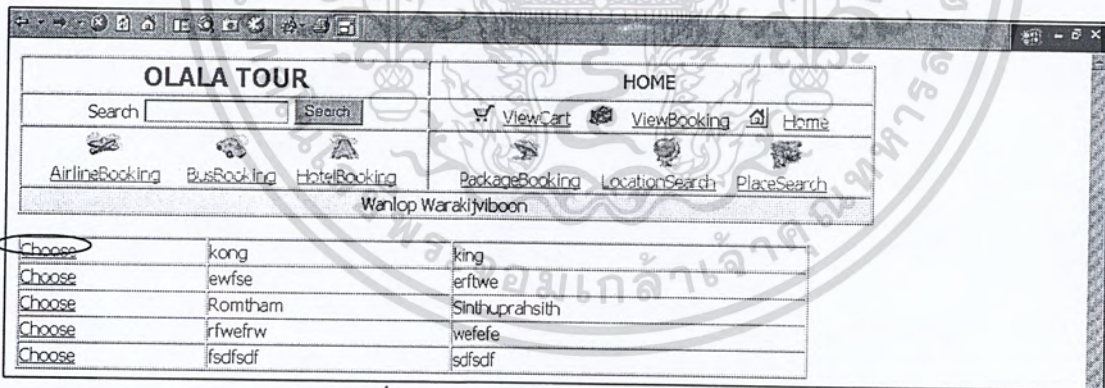 OLALA TOUR HOME
Search Search ViewCart ViewBooking Home
AirlineBooking BusBooking HotelBooking PackageBooking LocationSearch PlaceSearch
Wanlop Warakijviboon
Choose kong king
Choose ewfse erftwe
Choose Romtham Sinthuprahsith
Choose rfwefrw wefefe
Choose fsdfsdf sdfsdf